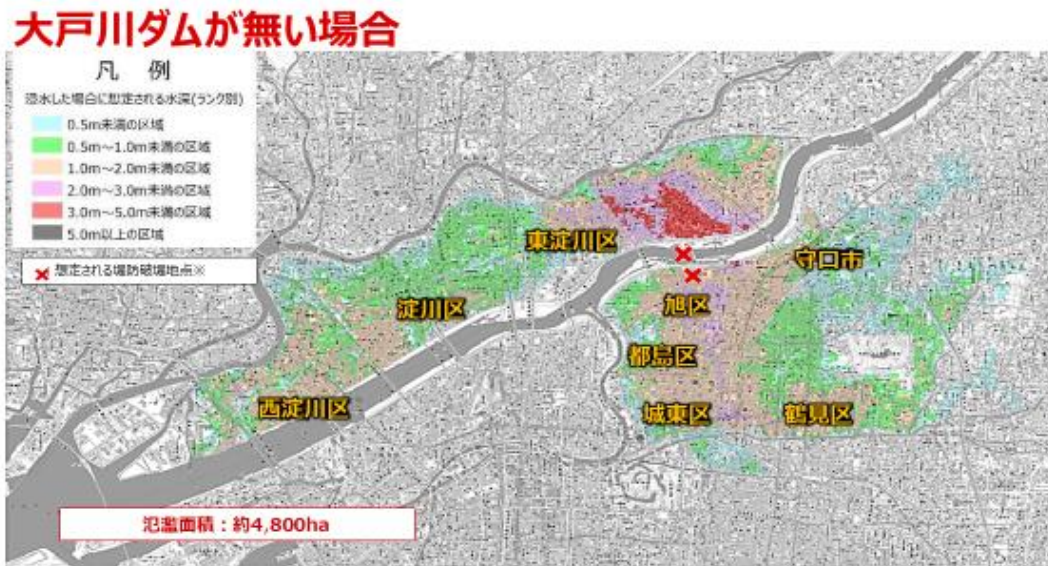 大戸川ダムが無い場合
凡 例
浸水した場合に想定される水深(ランク別)
0.5m未満の区域
0.5m～1.0m未満の区域
1.0m～2.0m未満の区域
2.0m～3.0m未満の区域
3.0m～5.0m未満の区域
5.0m以上の区域
想定される堤防破堤地点※
東淀川区
守口市
淀川区
旭区
都島区
西淀川区
城東区
鶴見区
氾濫面積：約4,800ha